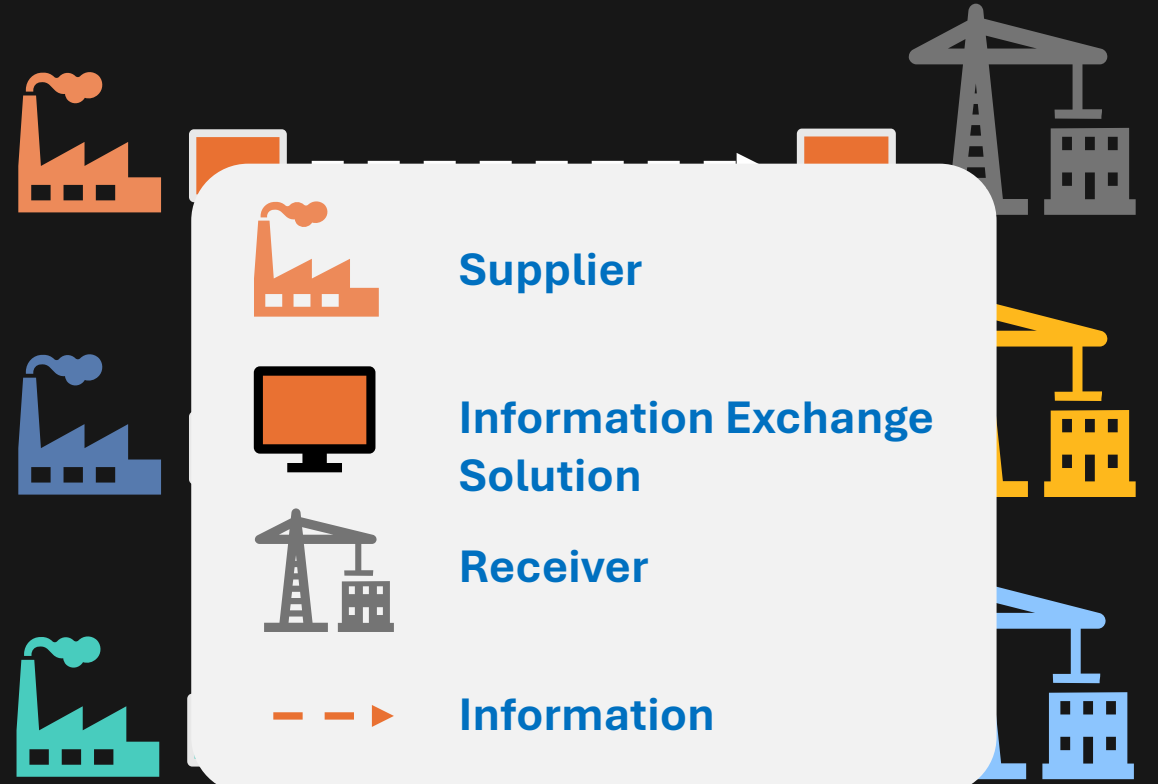 Supplier
Information Exchange
Solution
Receiver
Information